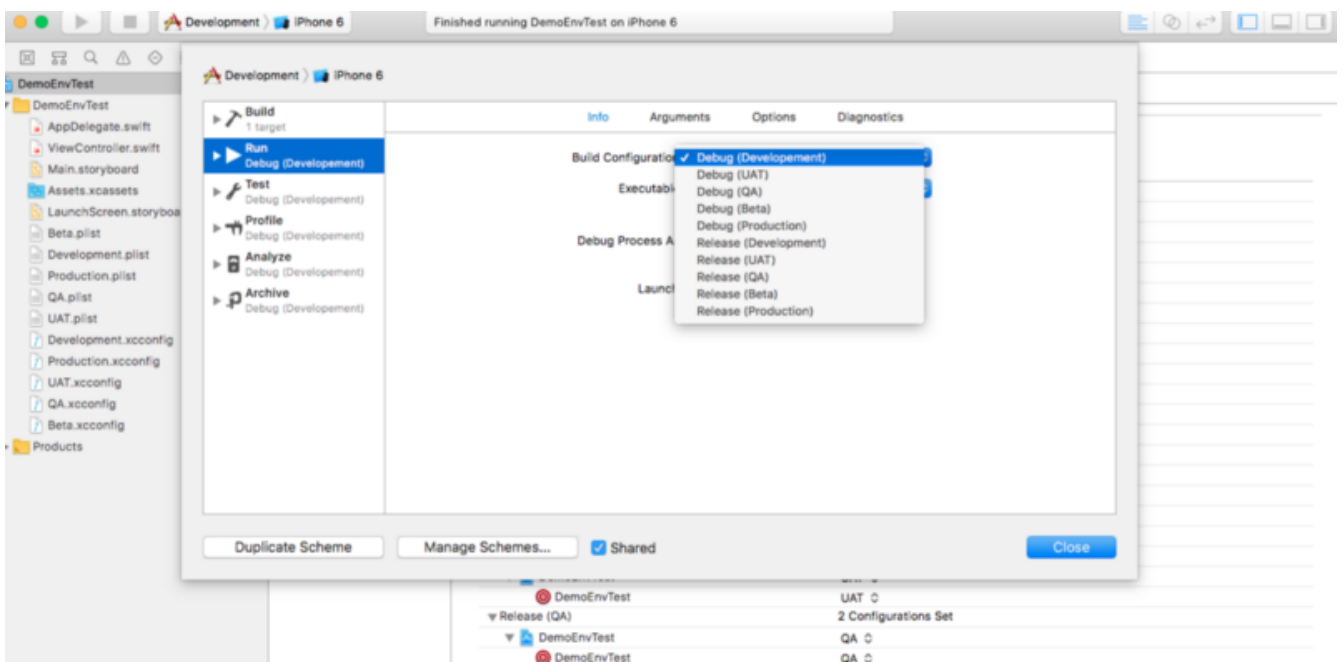 Development 〉 iPhone 6
Finished running DemoEnvTest on iPhone 6
DemoEnvTest
DemoEnvTest
AppDelegate.swift
ViewController.swift
Main.storyboard
Assets.xcassets
LaunchScreen.storyboa
Beta.plist
Development.plist
Production.plist
QA.plist
UAT.plist
Development.xcconfig
Production.xcconfig
UAT.xcconfig
QA.xcconfig
Beta.xcconfig
Products
Development 〉 iPhone 6
Build
1 target
Run
Debug (Developement)
Test
Debug (Developement)
Profile
Debug (Developement)
Analyze
Debug (Developement)
Archive
Debug (Developement)
Info Arguments Options Diagnostics
Build Configuration
Executabl
Debug Process A
Launc
✓ Debug (Developement)
Debug (UAT)
Debug (QA)
Debug (Beta)
Debug (Production)
Release (Development)
Release (UAT)
Release (QA)
Release (Beta)
Release (Production)
Duplicate Scheme Manage Schemes... Shared Close
DemoEnvTest UAT
Release (QA) 2 Configurations Set
DemoEnvTest QA
DemoEnvTest QA